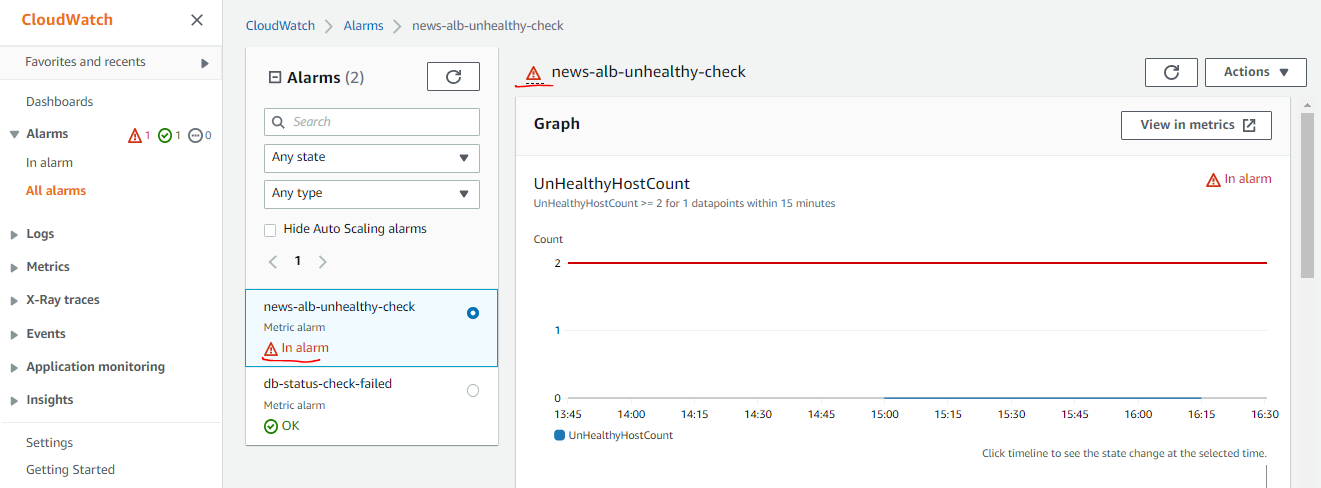 CloudWatch
Favorites and recents
Dashboards
Alarms 1 1 0
In alarm
All alarms
Logs
Metrics
X-Ray traces
Events
Application monitoring
Insights
Settings
Getting Started
CloudWatch Alarms news-alb-unhealthy-check
Alarms (2)
Search
Any state
Any type
Hide Auto Scaling alarms
1
news-alb-unhealthy-check
Metric alarm
In alarm
db-status-check-failed
Metric alarm
OK
news-alb-unhealthy-check
Actions
Graph
View in metrics
UnHealthyHostCount
In alarm
UnHealthyHostCount >= 2 for 1 datapoints within 15 minutes
Count
2
1
0
13:45 14:00 14:15 14:30 14:45 15:00 15:15 15:30 15:45 16:00 16:15 16:30
UnHealthyHostCount
Click timeline to see the state change at the selected time.